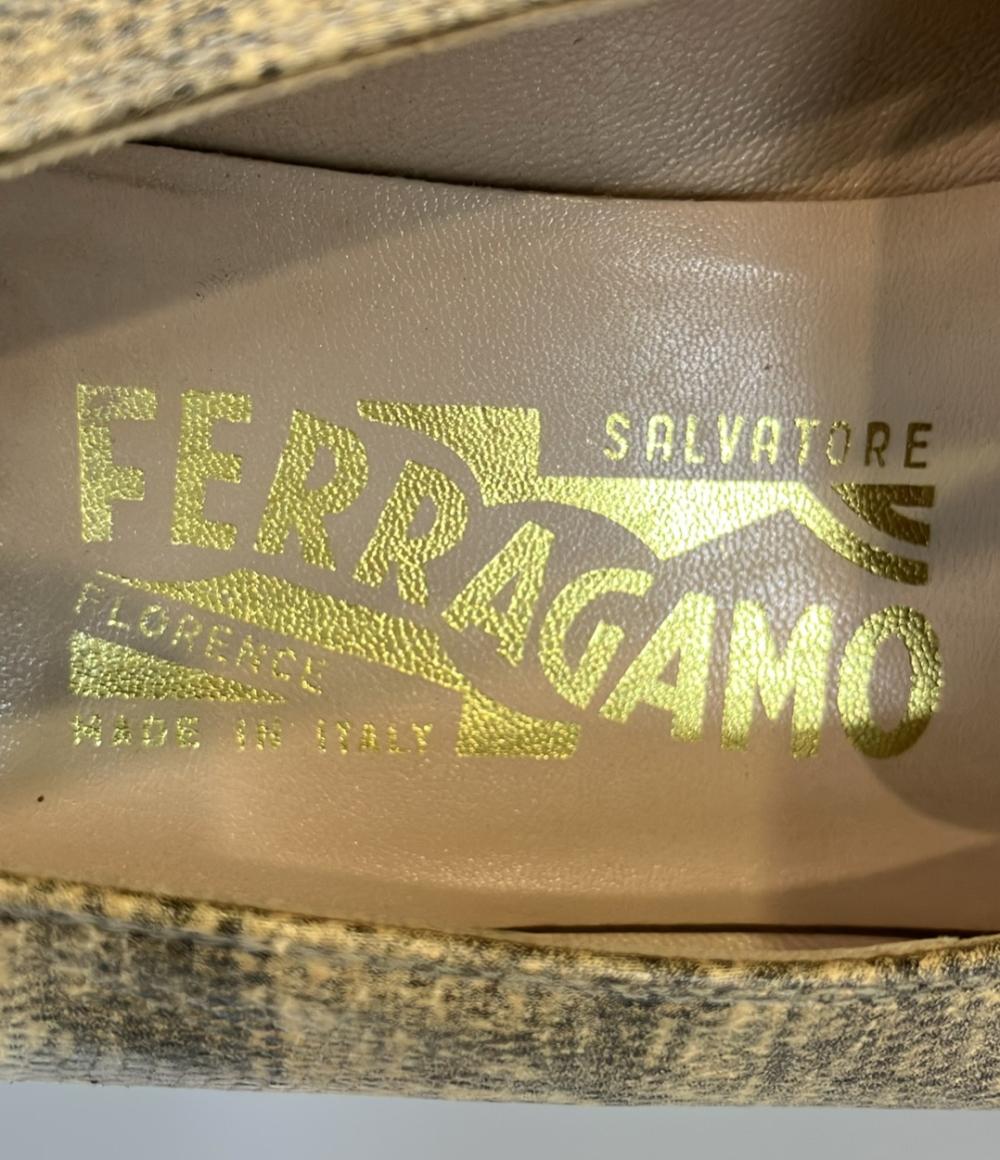 SALVATORE
FERRAGAMO
FLORENCE
MADE IN ITALY